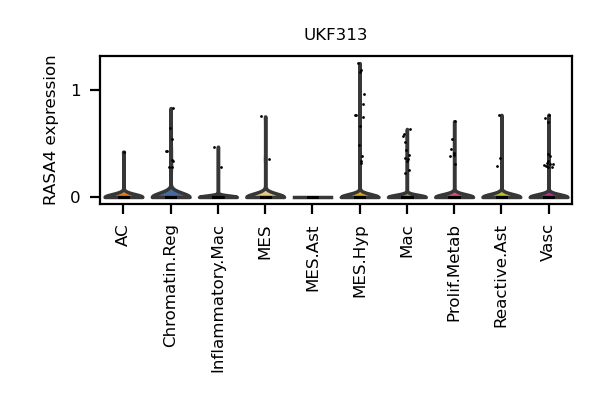 UKF313
RASA4 expression
1
0
AC
Chromatin.Reg
Inflammatory.Mac
MES
MES.Ast
MES.Hyp
Mac
Prolif.Metab
Reactive.Ast
Vasc